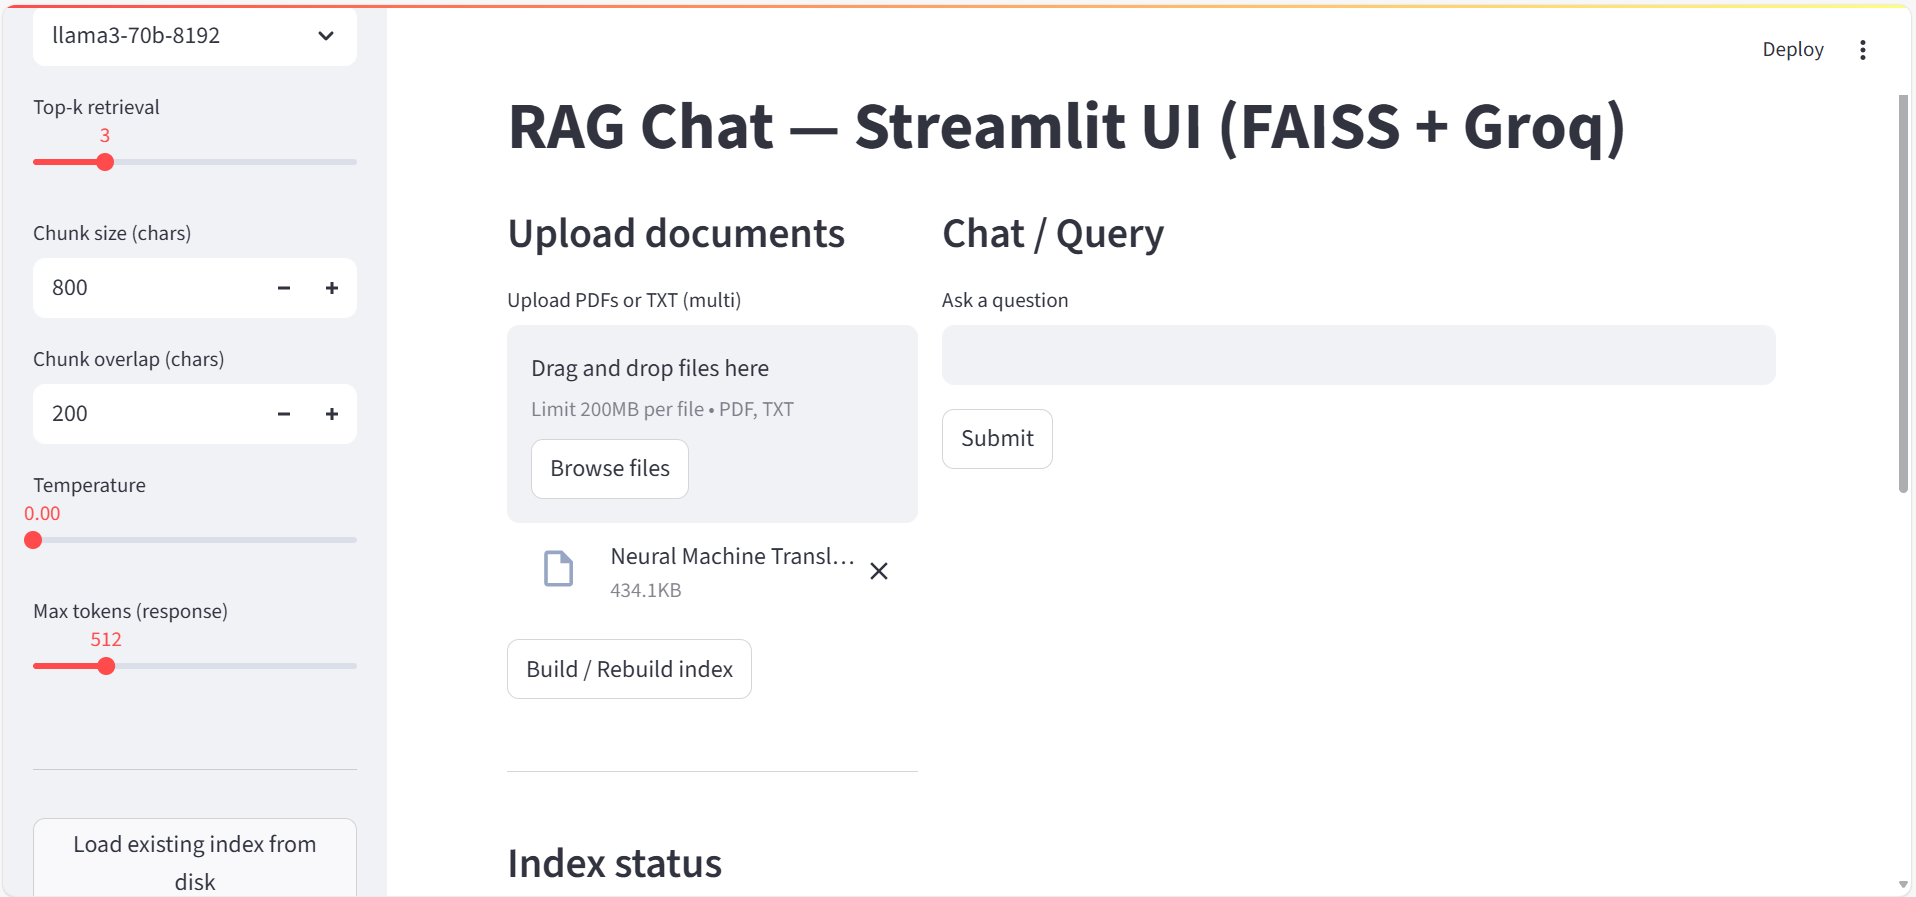 llama3-70b-8192
Top-k retrieval
3
Chunk size (chars)
800
Chunk overlap (chars)
200
Temperature
0.00
Max tokens (response)
512
Load existing index from
disk
Deploy
RAG Chat — Streamlit UI (FAISS + Groq)
Upload documents
Upload PDFs or TXT (multi)
Drag and drop files here
Limit 200MB per file • PDF, TXT
Browse files
Neural Machine Transl...
434.1KB
Build / Rebuild index
Index status
Chat / Query
Ask a question
Submit